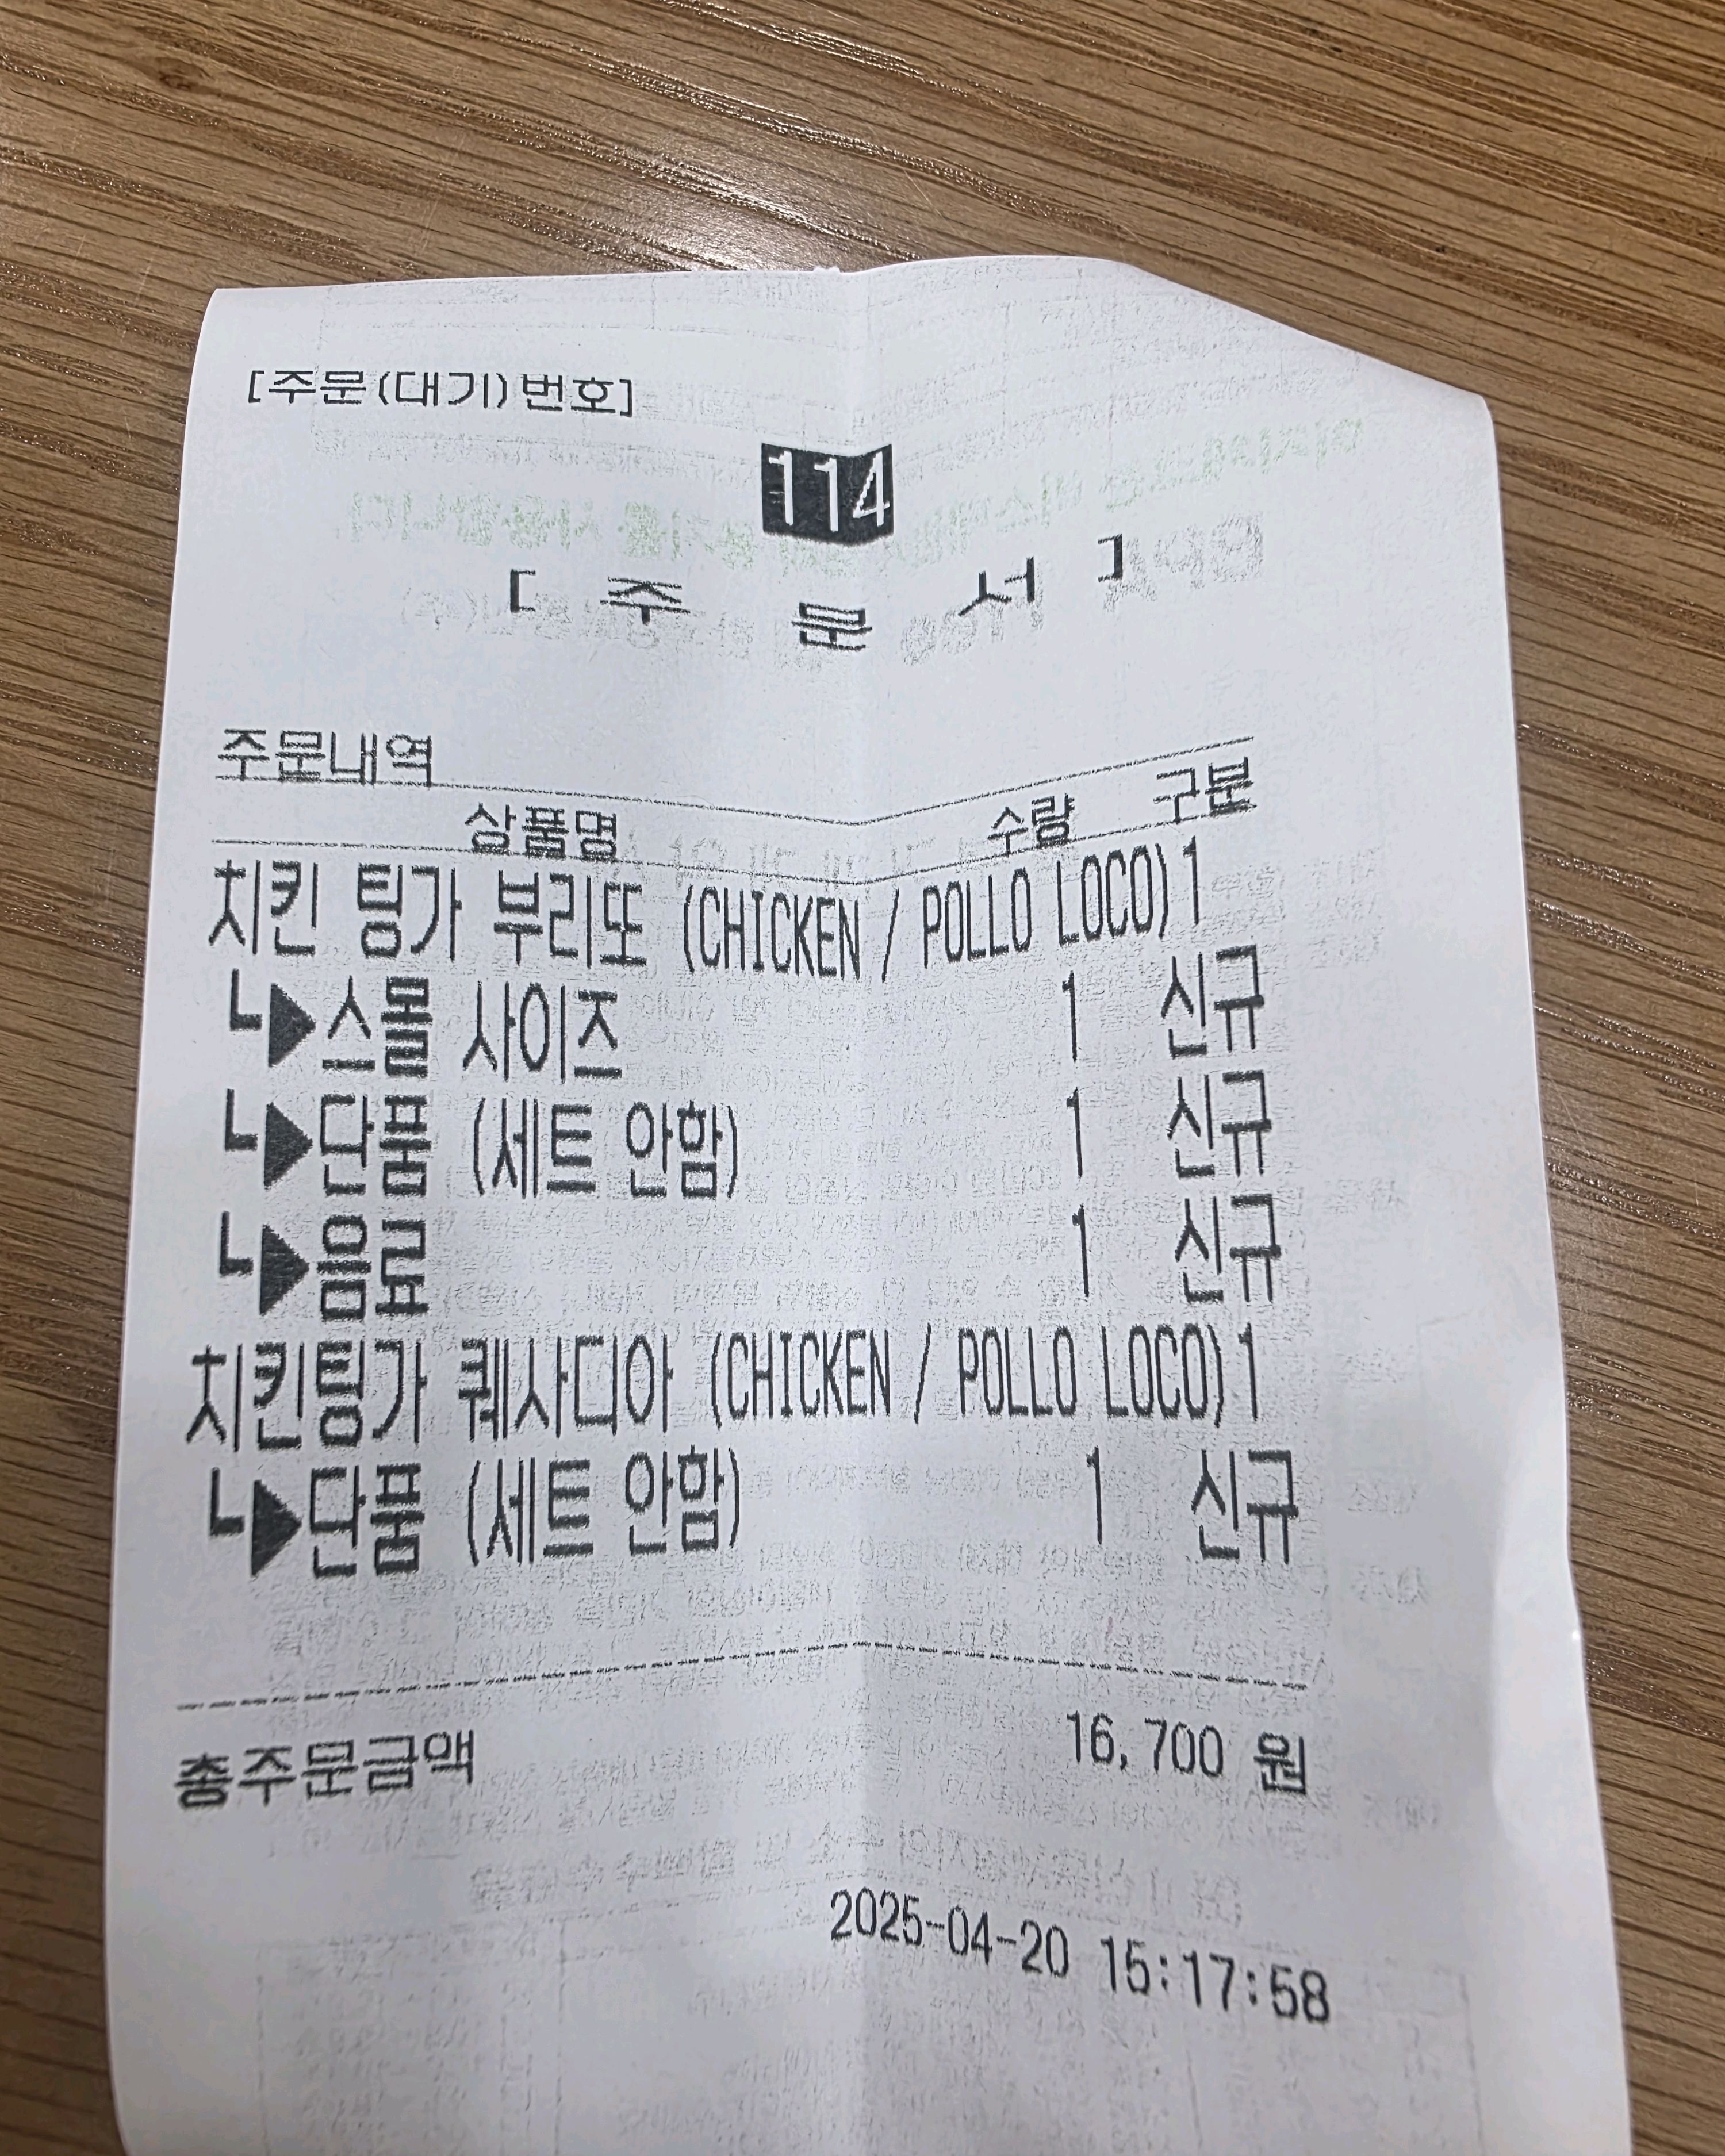 [주문(대기)번호]
114
[ 주 문 서 ]
주문내역
상품명 수량 구분
치킨 팅가 부리또 (CHICKEN / POLLO LOCO)1
┗▶스몰 사이즈 1 신규
┗▶단품 (세트 안함) 1 신규
┗▶음료 1 신규
치킨팅가 퀘사디아 (CHICKEN / POLLO LOCO)1
┗▶단품 (세트 안함) 1 신규
총주문금액 16,700 원
2025-04-20 15:17:58